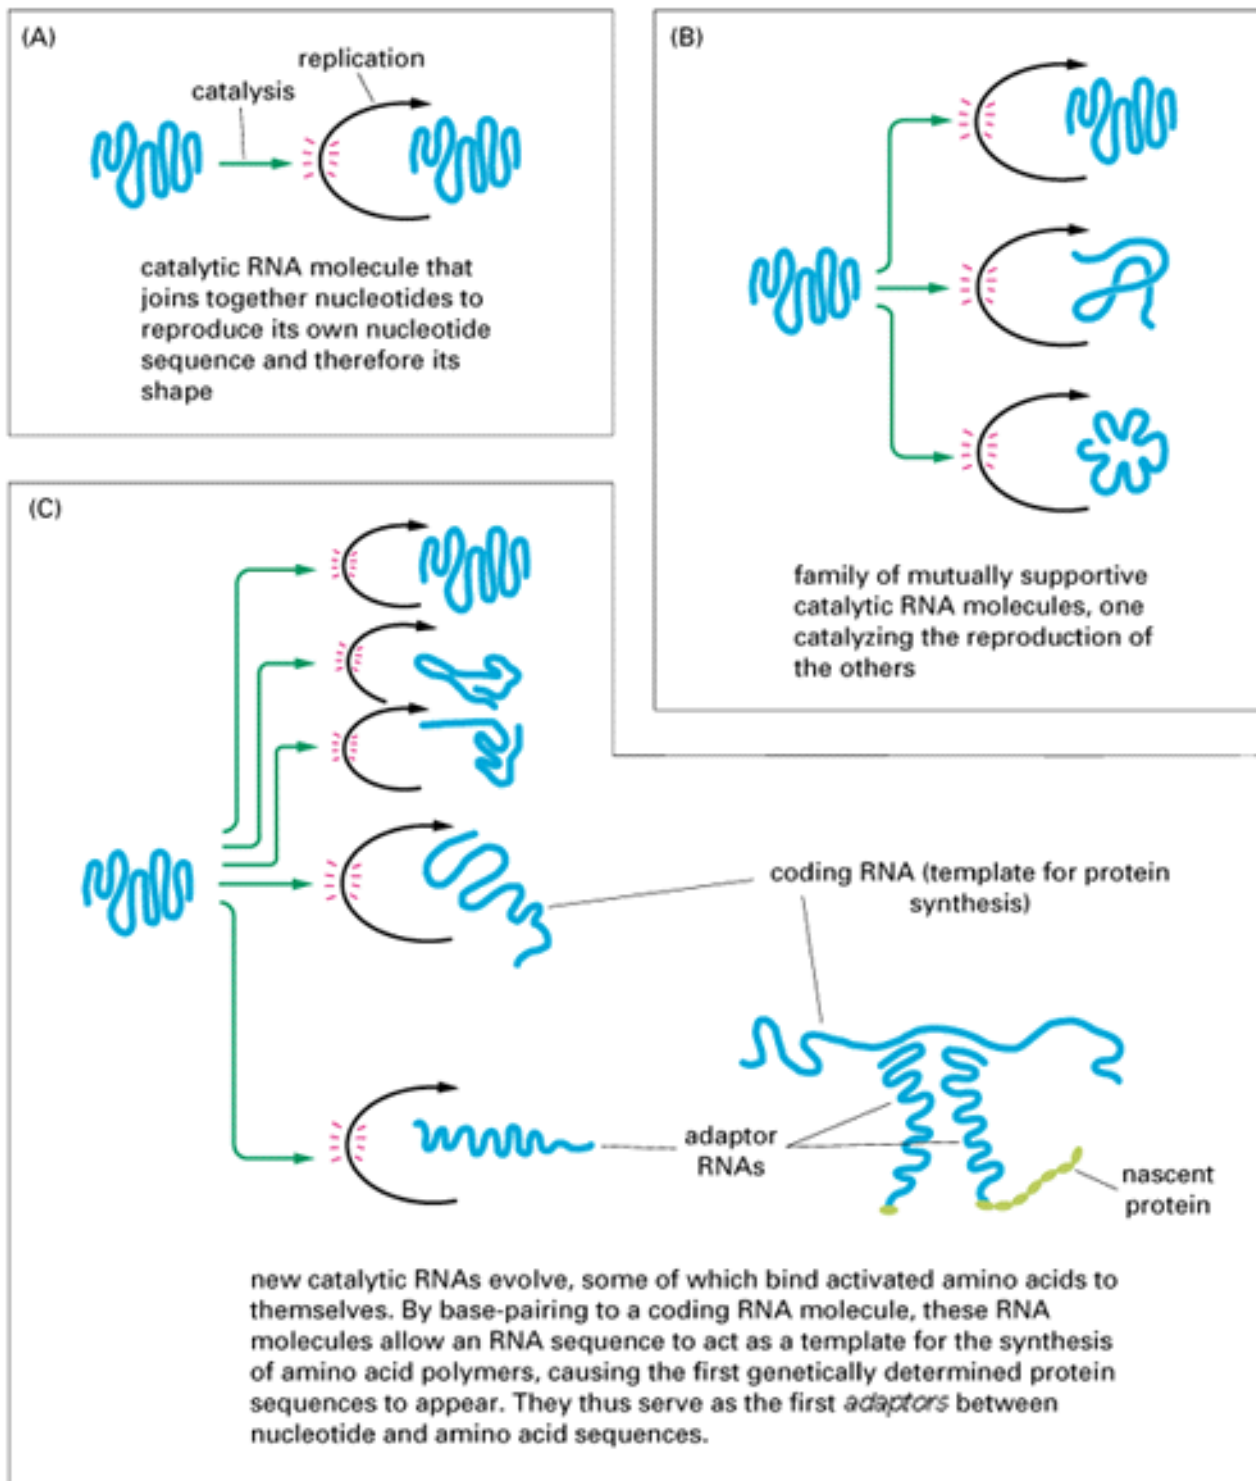 (A)
replication
catalysis
catalytic RNA molecule that
joins together nucleotides to
reproduce its own nucleotide
sequence and therefore its
shape
(B)
family of mutually supportive
catalytic RNA molecules, one
catalyzing the reproduction of
the others
(C)
coding RNA (template for protein
synthesis)
adaptor
RNAs
nascent
protein
new catalytic RNAs evolve, some of which bind activated amino acids to
themselves. By base-pairing to a coding RNA molecule, these RNA
molecules allow an RNA sequence to act as a template for the synthesis
of amino acid polymers, causing the first genetically determined protein
sequences to appear. They thus serve as the first adaptors between
nucleotide and amino acid sequences.